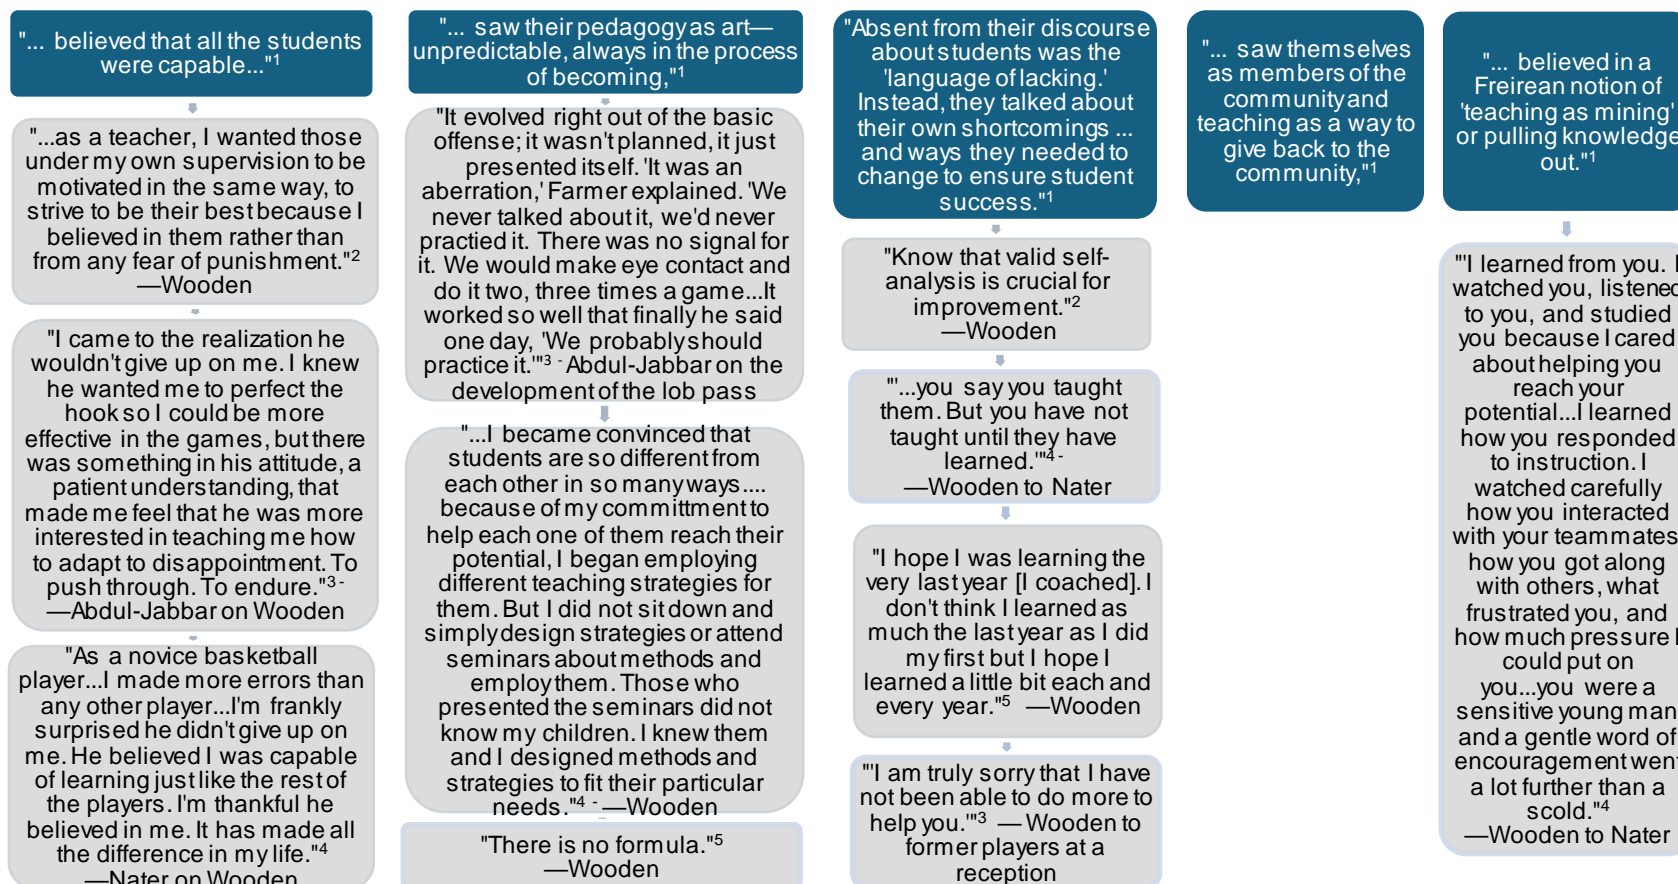 "... believed that all the students
were capable..."1
"...as a teacher, I wanted those
under my own supervision to be
motivated in the same way, to
strive to be their best because I
believed in them rather than
from any fear of punishment."2
—Wooden
"I came to the realization he
wouldn't give up on me. I knew
he wanted me to perfect the
hook so I could be more
effective in the games, but there
was something in his attitude, a
patient understanding, that
made me feel that he was more
interested in teaching me how
to adapt to disappointment. To
push through. To endure."3 -
—Abdul-Jabbar on Wooden
"As a novice basketball
player...I made more errors than
any other player...I'm frankly
surprised he didn't give up on
me. He believed I was capable
of learning just like the rest of
the players. I'm thankful he
believed in me. It has made all
the difference in my life."4
—Nater on Wooden
"... saw their pedagogy as art—
unpredictable, always in the process
of becoming,"1
"It evolved right out of the basic
offense; it wasn't planned, it just
presented itself. 'It was an
aberration,' Farmer explained. 'We
never talked about it, we'd never
practied it. There was no signal for
it. We would make eye contact and
do it two, three times a game...It
worked so well that finally he said
one day, 'We probably should
practice it.'"3 - Abdul-Jabbar on the
development of the lob pass
"...I became convinced that
students are so different from
each other in so many ways....
because of my committment to
help each one of them reach their
potential, I began employing
different teaching strategies for
them. But I did not sit down and
simply design strategies or attend
seminars about methods and
employ them. Those who
presented the seminars did not
know my children. I knew them
and I designed methods and
strategies to fit their particular
needs."4 - —Wooden
"There is no formula."5
—Wooden
"Absent from their discourse
about students was the
'language of lacking.'
Instead, they talked about
their own shortcomings ...
and ways they needed to
change to ensure student
success."1
"Know that valid self-
analysis is crucial for
improvement."2
—Wooden
"'...you say you taught
them. But you have not
taught until they have
learned.'"4 -
—Wooden to Nater
"I hope I was learning the
very last year [I coached]. I
don't think I learned as
much the last year as I did
my first but I hope I
learned a little bit each and
every year."5 —Wooden
"'I am truly sorry that I have
not been able to do more to
help you.'"3 — Wooden to
former players at a
reception
"... saw themselves
as members of the
community and
teaching as a way to
give back to the
community,"1
"... believed in a
Freirean notion of
'teaching as mining'
or pulling knowledge
out."1
"'I learned from you. I
watched you, listened
to you, and studied
you because I cared
about helping you
reach your
potential...I learned
how you responded
to instruction. I
watched carefully
how you interacted
with your teammates
how you got along
with others, what
frustrated you, and
how much pressure I
could put on
you...you were a
sensitive young man
and a gentle word of
encouragement went
a lot further than a
scold."4
—Wooden to Nater